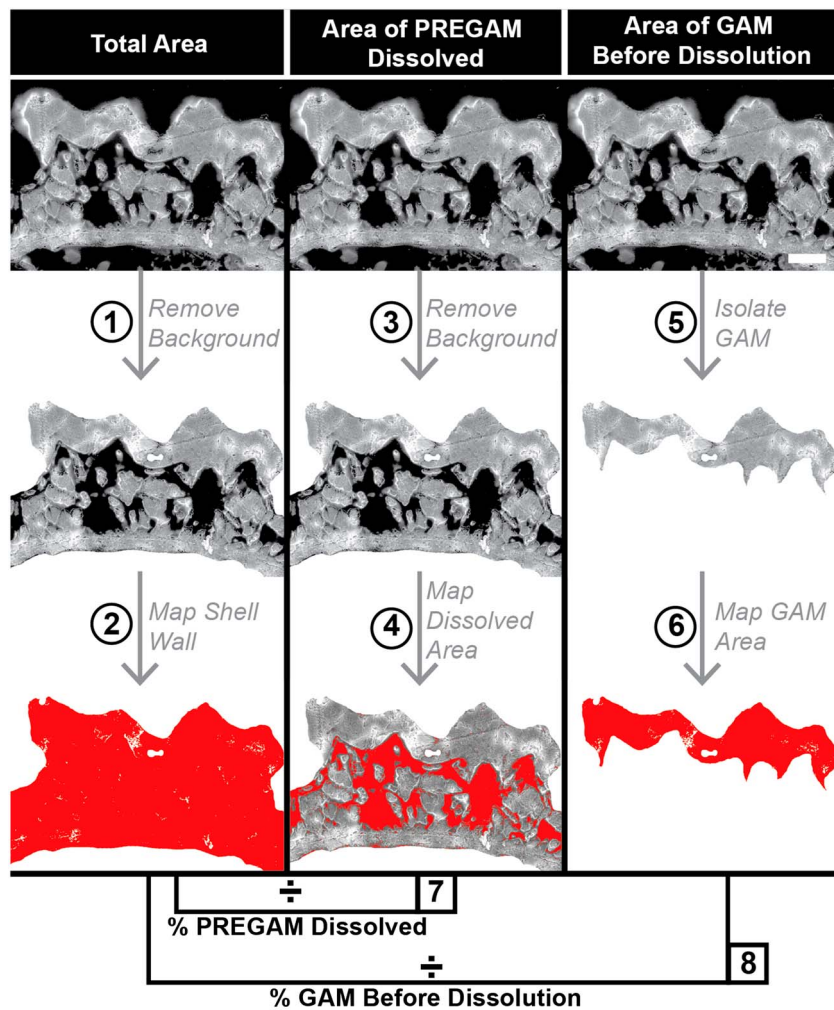 Total Area
Area of PREGAM
Dissolved
Area of GAM
Before Dissolution
1
Remove
Background
3
Remove
Background
5
Isolate
GAM
2
Map Shell
Wall
4
Map
Dissolved
Area
6
Map GAM
Area
÷
7
% PREGAM Dissolved
÷
8
% GAM Before Dissolution